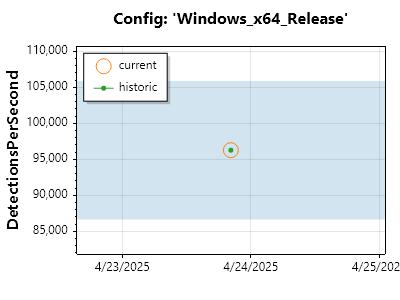 Config: 'Windows_x64_Release'
DetectionsPerSecond
110,000
105,000
100,000
95,000
90,000
85,000
current
historic
4/23/2025
4/24/2025
4/25/202